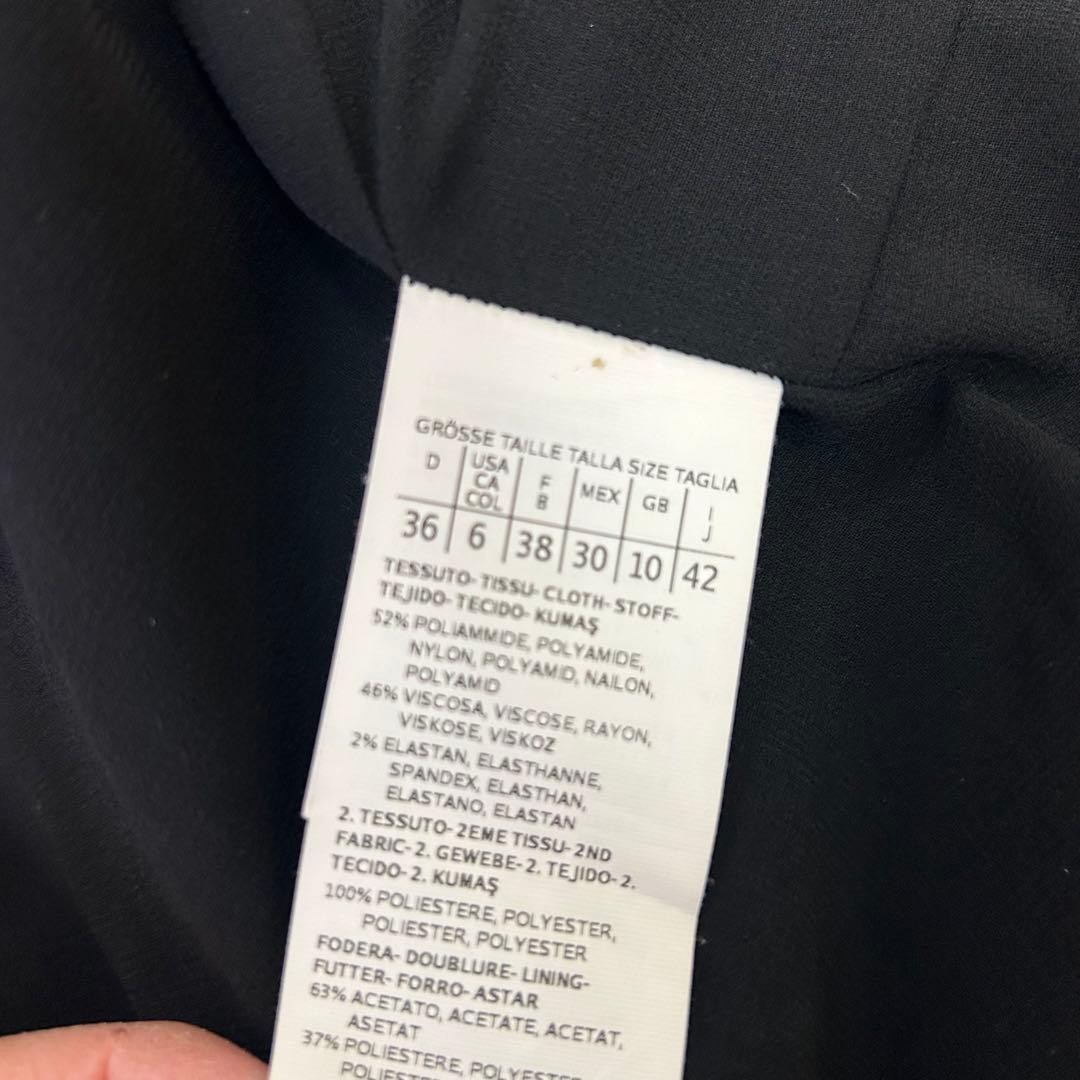 GRÖSSE TAILLE TALLA SIZE TAGLIA
D | USA CA COL | F B | MEX | GB | I J
36 | 6 | 38 | 30 | 10 | 42
TESSUTO-TISSU-CLOTH-STOFF-
TEJIDO-TECIDO-KUMAŞ
52% POLIAMMIDE, POLYAMIDE,
NYLON, POLYAMID, NAILON,
POLYAMID
46% VISCOSA, VISCOSE, RAYON,
VISKOSE, VISKOZ
2% ELASTAN, ELASTHANNE,
SPANDEX, ELASTHAN,
ELASTANO, ELASTAN
2. TESSUTO-2EME TISSU-2ND
FABRIC-2. GEWEBE-2. TEJIDO-2.
TECIDO-2. KUMAŞ
100% POLIESTERE, POLYESTER,
POLIESTER, POLYESTER
FODERA-DOUBLURE-LINING-
FUTTER-FORRO-ASTAR
63% ACETATO, ACETATE, ACETAT,
ASETAT
37% POLIESTERE, POLYESTER,